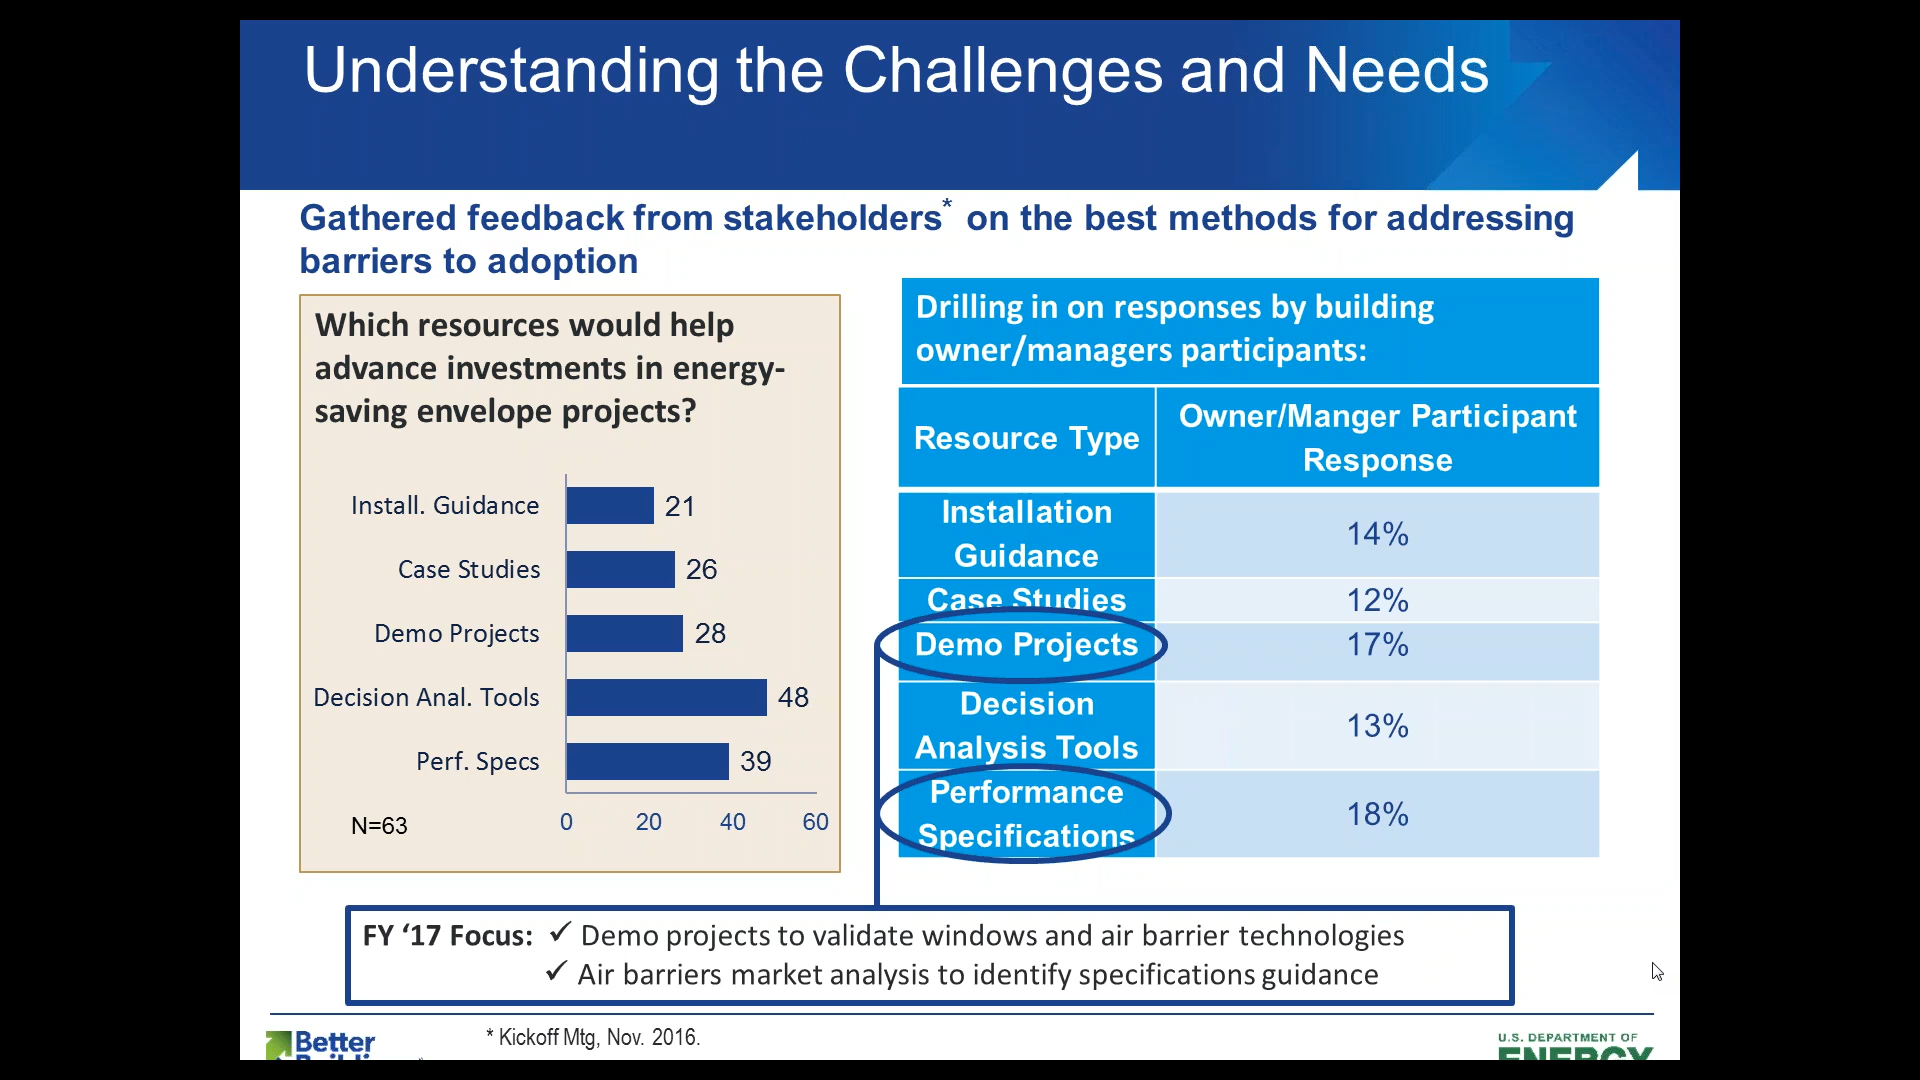 Understanding the Challenges and Needs
Gathered feedback from stakeholders* on the best methods for addressing
barriers to adoption
Which resources would help
advance investments in energy-
saving envelope projects?
Install. Guidance 21
Case Studies 26
Demo Projects 28
Decision Anal. Tools 48
Perf. Specs 39
0 20 40 60
N=63
Drilling in on responses by building
owner/managers participants:
Resource Type
Owner/Manger Participant
Response
Installation
Guidance
14%
Case Studies
12%
Demo Projects
17%
Decision
Analysis Tools
13%
Performance
Specifications
18%
FY ‘17 Focus: ✓ Demo projects to validate windows and air barrier technologies
✓ Air barriers market analysis to identify specifications guidance
* Kickoff Mtg, Nov. 2016.
Better
U.S. DEPARTMENT OF
ENERGY